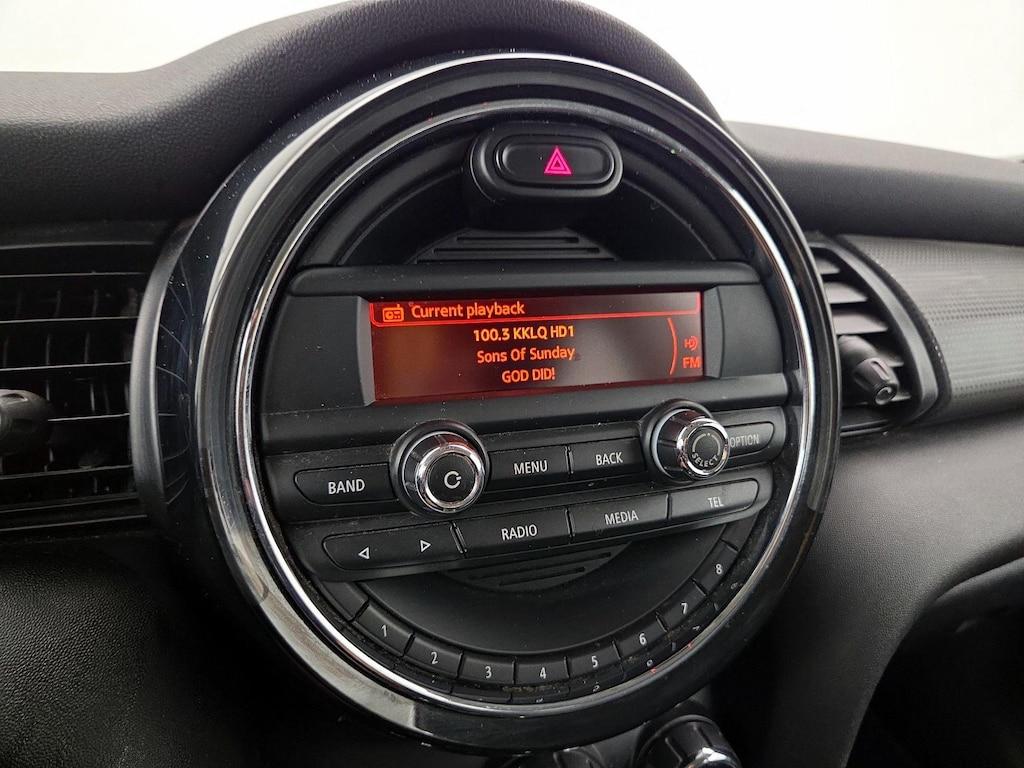 Current playback
100.3 KKLQ HD1
Sons Of Sunday
GOD DID!
HD
FM
BAND
MENU
BACK
SELECT
OPTION
RADIO
MEDIA
TEL
1 2 3 4 5 6 7 8